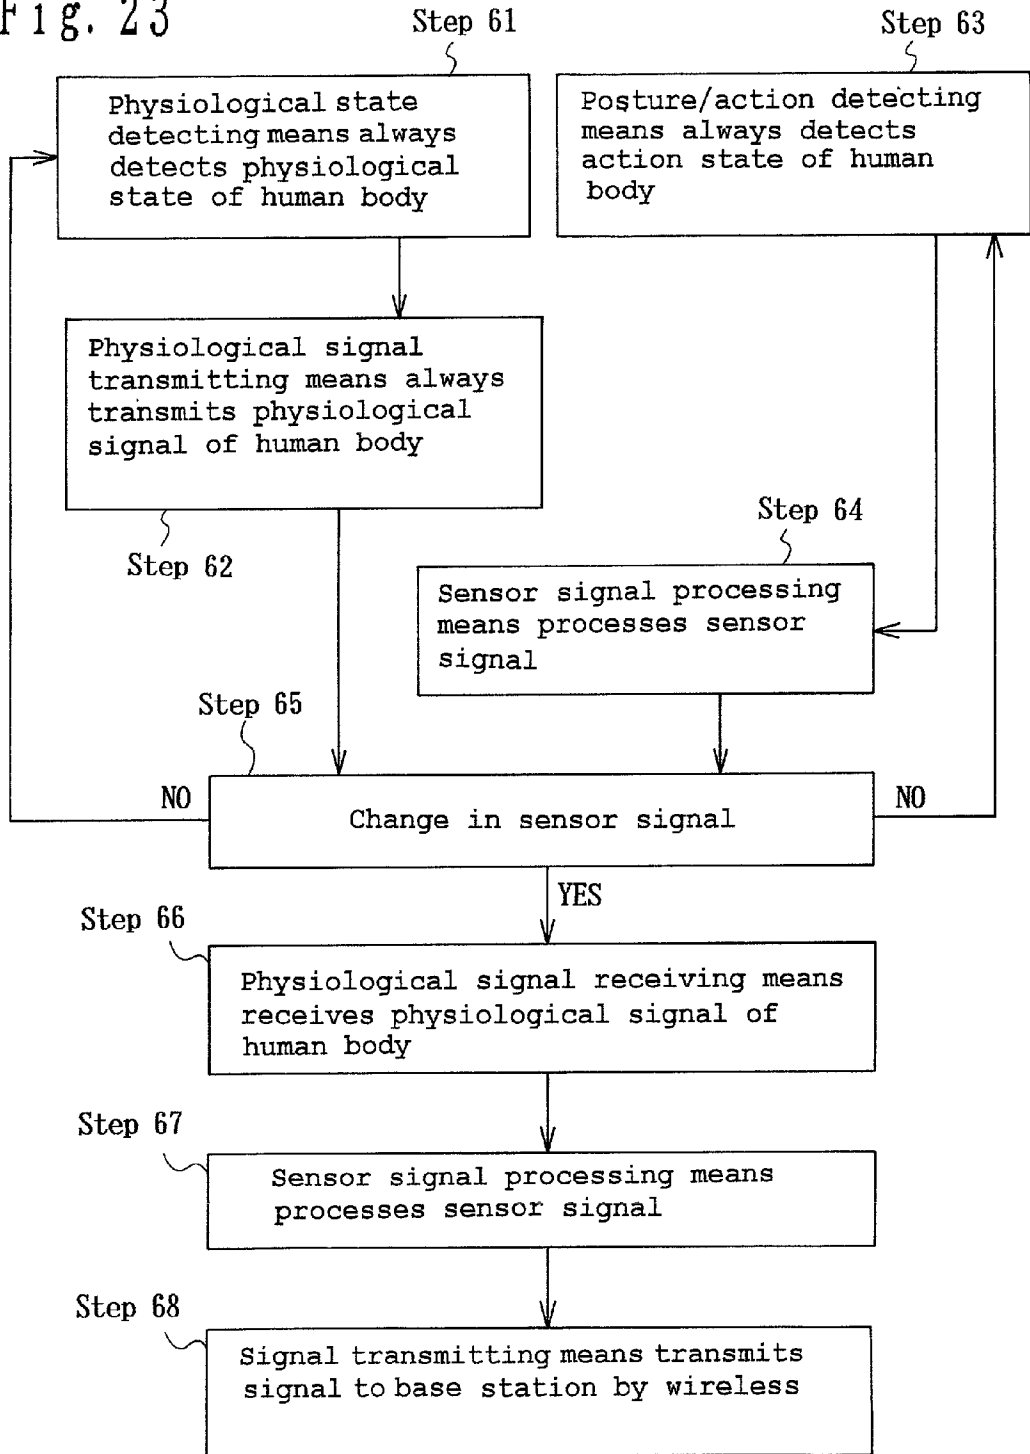 Fig. 23
Step 61
Step 63
Physiological state
detecting means always
detects physiological
state of human body
Posture/action detecting
means always detects
action state of human
body
Physiological signal
transmitting means always
transmits physiological
signal of human body
Step 62
Step 64
Sensor signal processing
means processes sensor
signal
Step 65
NO
Change in sensor signal
NO
YES
Step 66
Physiological signal receiving means
receives physiological signal of
human body
Step 67
Sensor signal processing means
processes sensor signal
Step 68
Signal transmitting means transmits
signal to base station by wireless